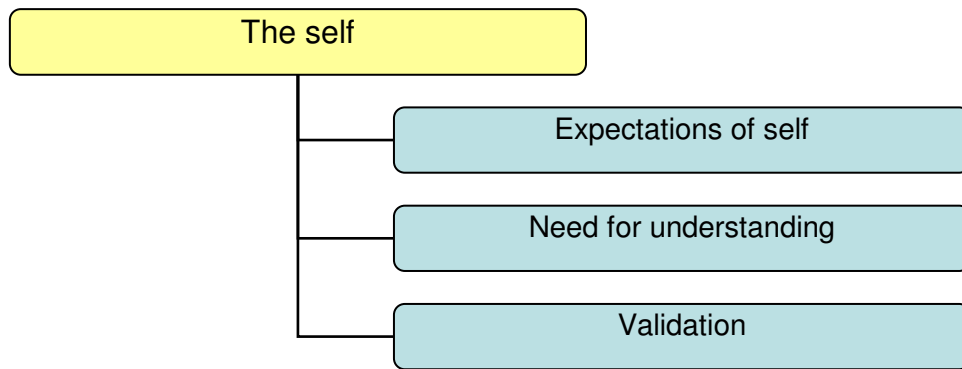 The self
Expectations of self
Need for understanding
Validation